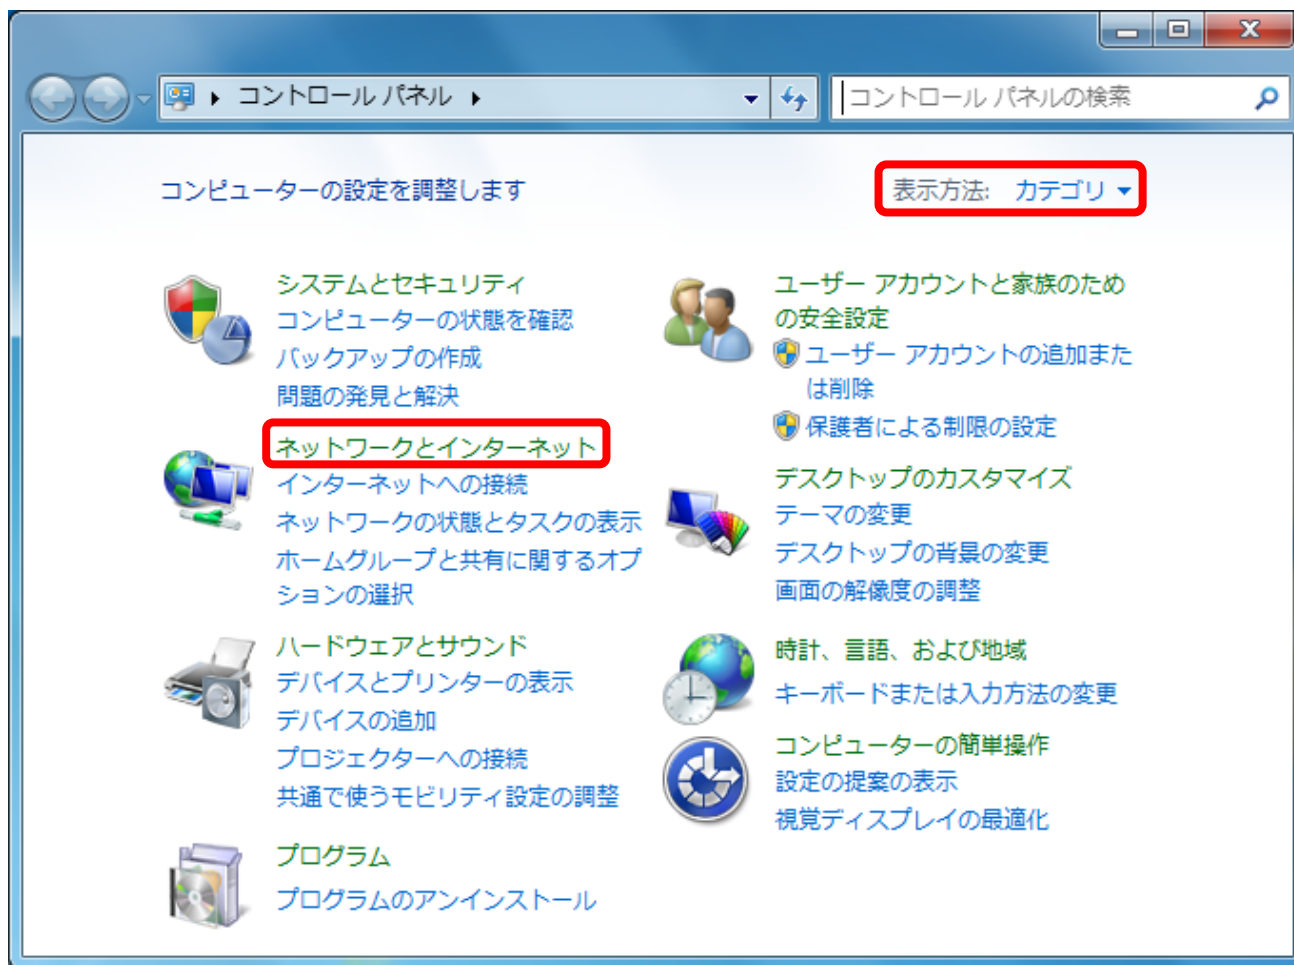 コントロール パネル
コントロール パネルの検索
コンピューターの設定を調整します
表示方法: カテゴリ
システムとセキュリティ
コンピューターの状態を確認
バックアップの作成
問題の発見と解決
ネットワークとインターネット
インターネットへの接続
ネットワークの状態とタスクの表示
ホームグループと共有に関するオプ
ションの選択
ハードウェアとサウンド
デバイスとプリンターの表示
デバイスの追加
プロジェクターへの接続
共通で使うモビリティ設定の調整
プログラム
プログラムのアンインストール
ユーザー アカウントと家族のため
の安全設定
ユーザー アカウントの追加また
は削除
保護者による制限の設定
デスクトップのカスタマイズ
テーマの変更
デスクトップの背景の変更
画面の解像度の調整
時計、言語、および地域
キーボードまたは入力方法の変更
コンピューターの簡単操作
設定の提案の表示
視覚ディスプレイの最適化